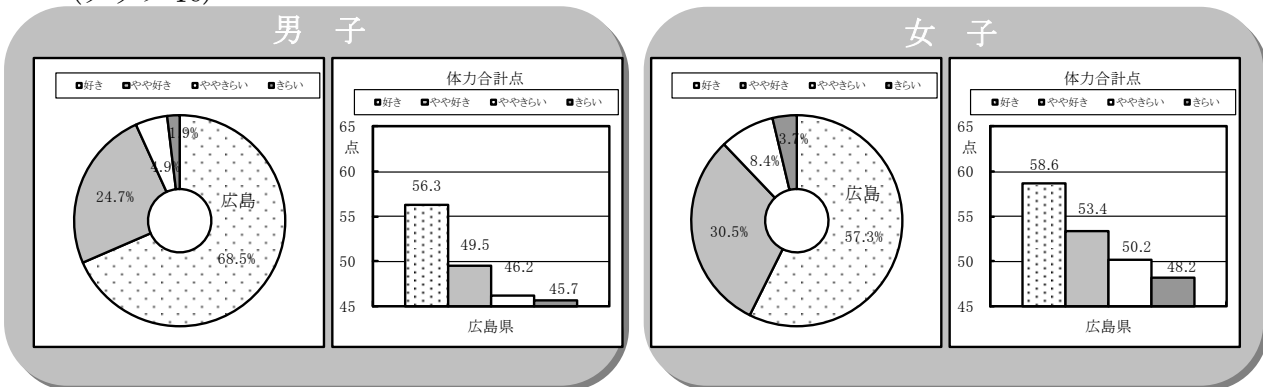 男 子
■好き ■やや好き ■ややきらい ■きらい
1.9%
4.9%
24.7%
広島
68.5%
体力合計点
■好き ■やや好き ■ややきらい ■きらい
65
点
60
55
50
45
56.3
49.5
46.2
45.7
広島県
女 子
■好き ■やや好き ■ややきらい ■きらい
3.7%
8.4%
30.5%
広島
57.3%
体力合計点
■好き ■やや好き ■ややきらい ■きらい
65
点
60
55
50
45
58.6
53.4
50.2
48.2
広島県